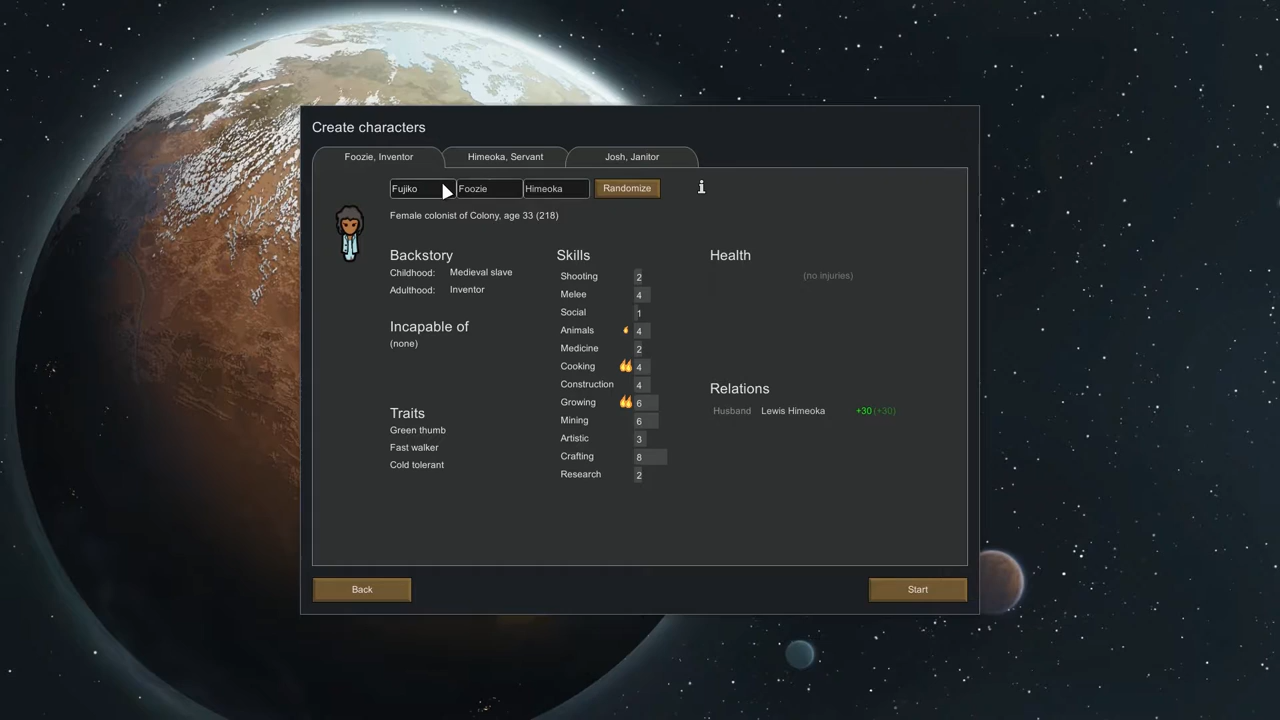 Create characters
Foozie, Inventor
Himeoka, Servant
Josh, Janitor
Fujiko
Foozie
Himeoka
Randomize
i
Female colonist of Colony, age 33 (218)
Backstory
Childhood: Medieval slave
Adulthood: Inventor
Incapable of
(none)
Traits
Green thumb
Fast walker
Cold tolerant
Skills
Shooting 2
Melee 4
Social 1
Animals 4
Medicine 2
Cooking 4
Construction 4
Growing 6
Mining 6
Artistic 3
Crafting 8
Research 2
Health
(no injuries)
Relations
Husband Lewis Himeoka +30 (+30)
Back
Start